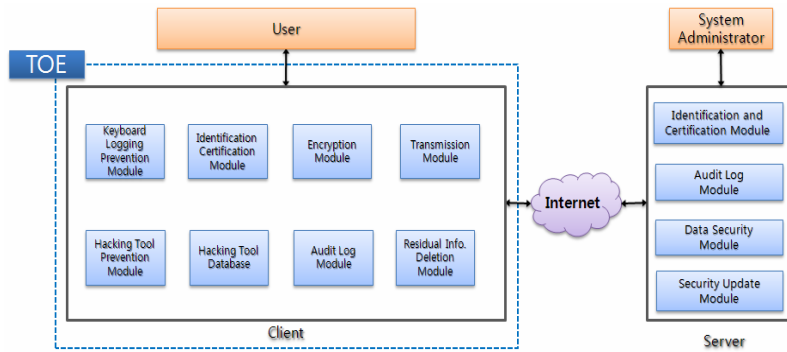 User
System
Administrator
TOE
Keyboard
Logging
Prevention
Module
Identification
Certification
Module
Encryption
Module
Transmission
Module
Hacking Tool
Prevention
Module
Hacking Tool
Database
Audit Log
Module
Residual Info.
Deletion
Module
Client
Internet
Identification and
Certification Module
Audit Log
Module
Data Security
Module
Security Update
Module
Server